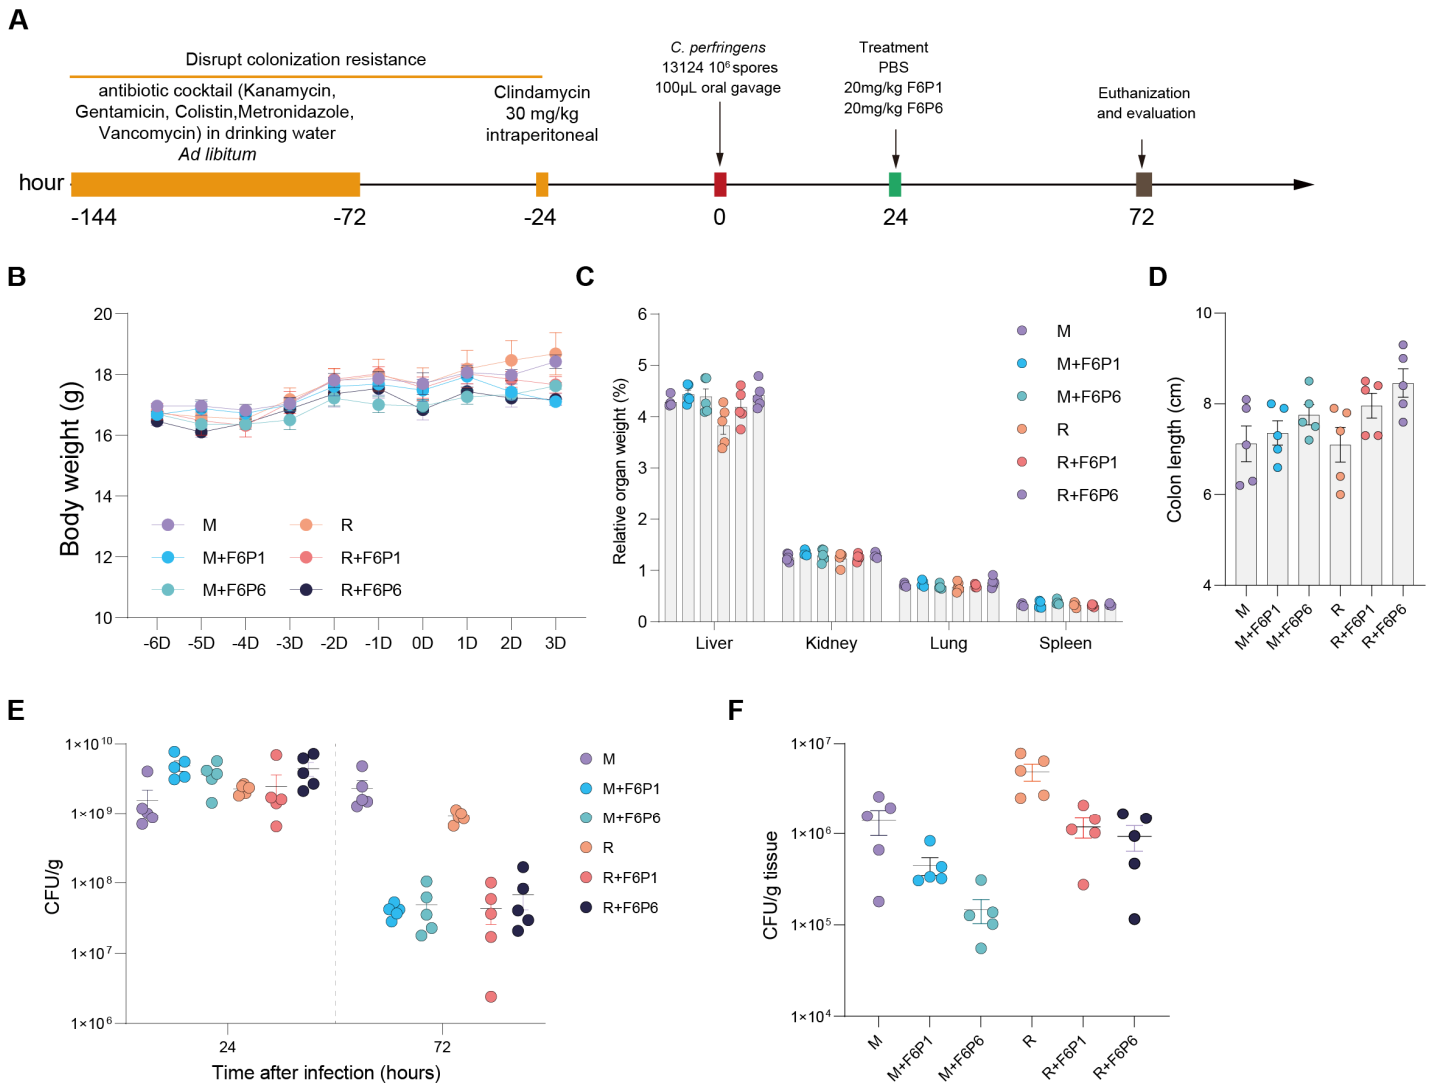 A
Disrupt colonization resistance
antibiotic cocktail (Kanamycin,
Gentamicin, Colistin,Metronidazole,
Vancomycin) in drinking water
Ad libitum
Clindamycin
30 mg/kg
intraperitoneal
C. perfringens
13124 10⁶ spores
100μL oral gavage
Treatment
PBS
20mg/kg F6P1
20mg/kg F6P6
Euthanization
and evaluation
hour
-144 -72 -24 0 24 72
B
Body weight (g)
20
18
16
14
12
10
M
M+F6P1
M+F6P6
R
R+F6P1
R+F6P6
-6D -5D -4D -3D -2D -1D 0D 1D 2D 3D
C
Relative organ weight (%)
6
5
4
3
2
1
0
Liver Kidney Lung Spleen
M
M+F6P1
M+F6P6
R
R+F6P1
R+F6P6
D
Colon length (cm)
10
8
6
4
M
M+F6P1
M+F6P6
R
R+F6P1
R+F6P6
E
CFU/g
1×10¹⁰
1×10⁹
1×10⁸
1×10⁷
1×10⁶
24 72
Time after infection (hours)
M
M+F6P1
M+F6P6
R
R+F6P1
R+F6P6
F
CFU/g tissue
1×10⁷
1×10⁶
1×10⁵
1×10⁴
M
M+F6P1
M+F6P6
R
R+F6P1
R+F6P6